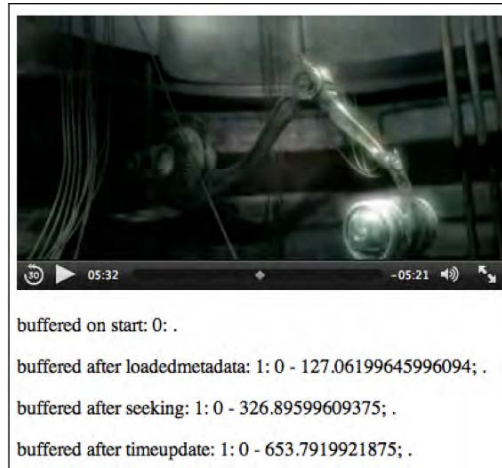 30 05:32 -05:21
buffered on start: 0: .
buffered after loadedmetadata: 1: 0 - 127.06199645996094; .
buffered after seeking: 1: 0 - 326.89599609375; .
buffered after timeupdate: 1: 0 - 653.7919921875; .